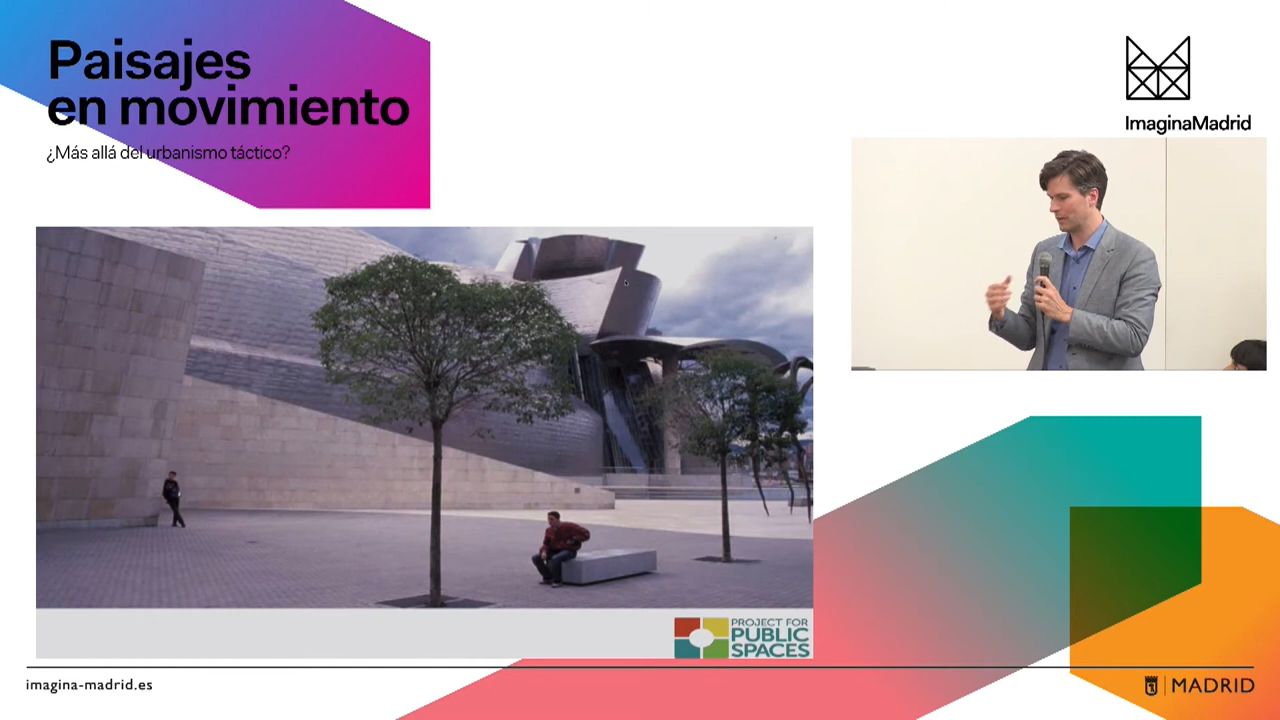 Paisajes
en movimiento
¿Más allá del urbanismo táctico?
ImaginaMadrid
PROJECT FOR
PUBLIC
SPACES
imagina-madrid.es
MADRID